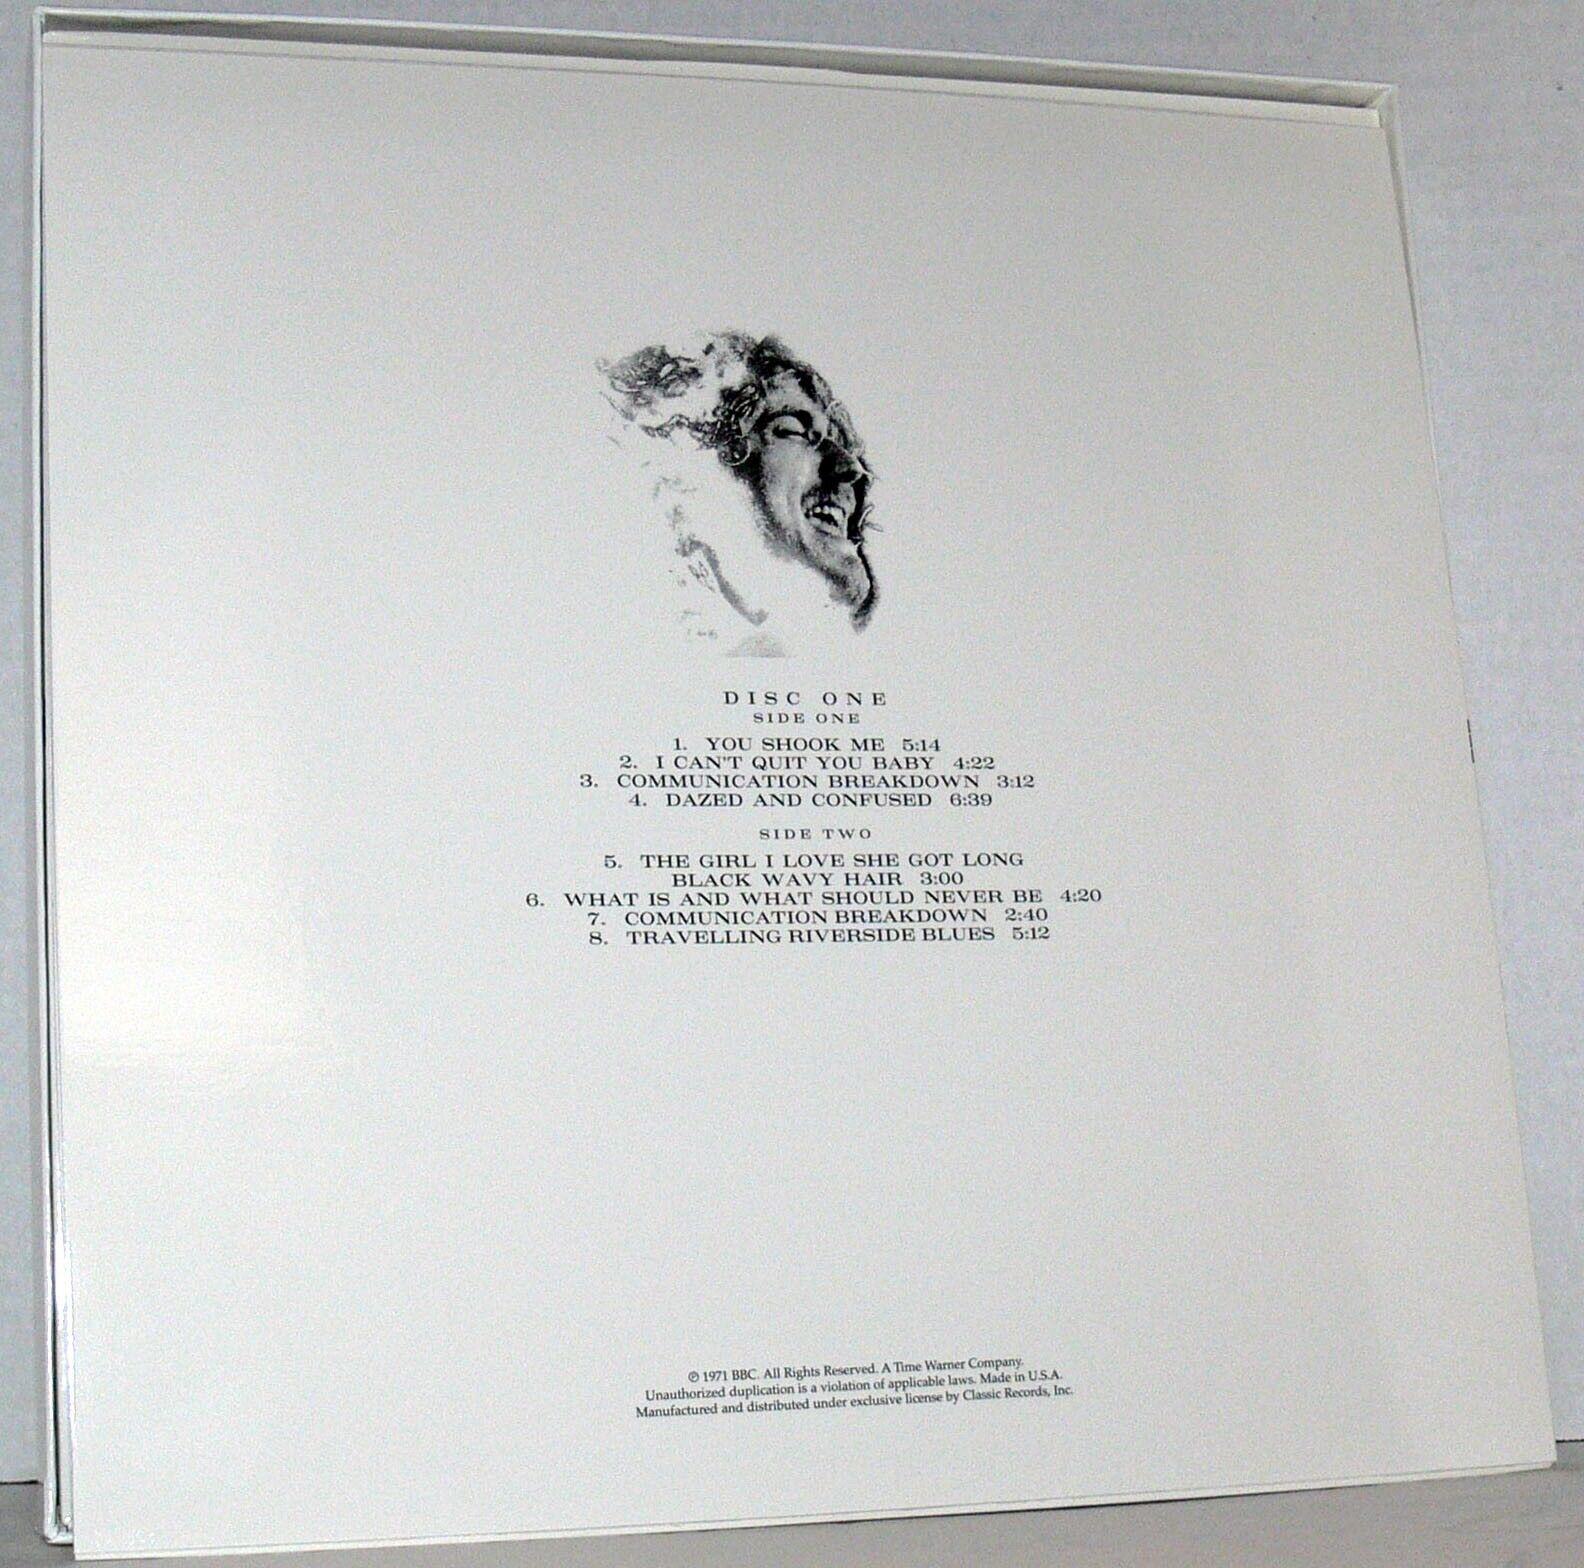 DISC ONE
SIDE ONE
1. YOU SHOOK ME 5:14
2. I CAN'T QUIT YOU BABY 4:22
3. COMMUNICATION BREAKDOWN 3:12
4. DAZED AND CONFUSED 6:39
SIDE TWO
5. THE GIRL I LOVE SHE GOT LONG
BLACK WAVY HAIR 3:00
6. WHAT IS AND WHAT SHOULD NEVER BE 4:20
7. COMMUNICATION BREAKDOWN 2:40
8. TRAVELLING RIVERSIDE BLUES 5:12
℗ 1971 BBC. All Rights Reserved. A Time Warner Company.
Unauthorized duplication is a violation of applicable laws. Made in U.S.A.
Manufactured and distributed under exclusive license by Classic Records, Inc.